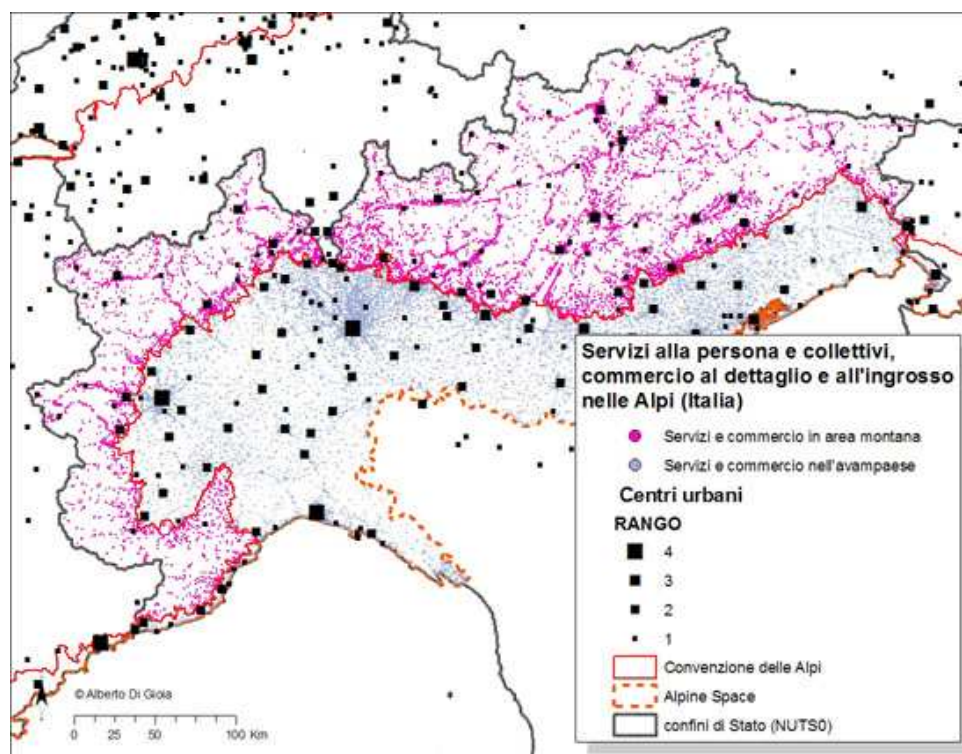 Servizi alla persona e collettivi,
commercio al dettaglio e all'ingrosso
nelle Alpi (Italia)
Servizi e commercio in area montana
Servizi e commercio nell'avampaese
Centri urbani
RANGO
4
3
2
1
Convenzione delle Alpi
Alpine Space
confini di Stato (NUTS0)
© Alberto Di Gioia
0 25 50 100 Km